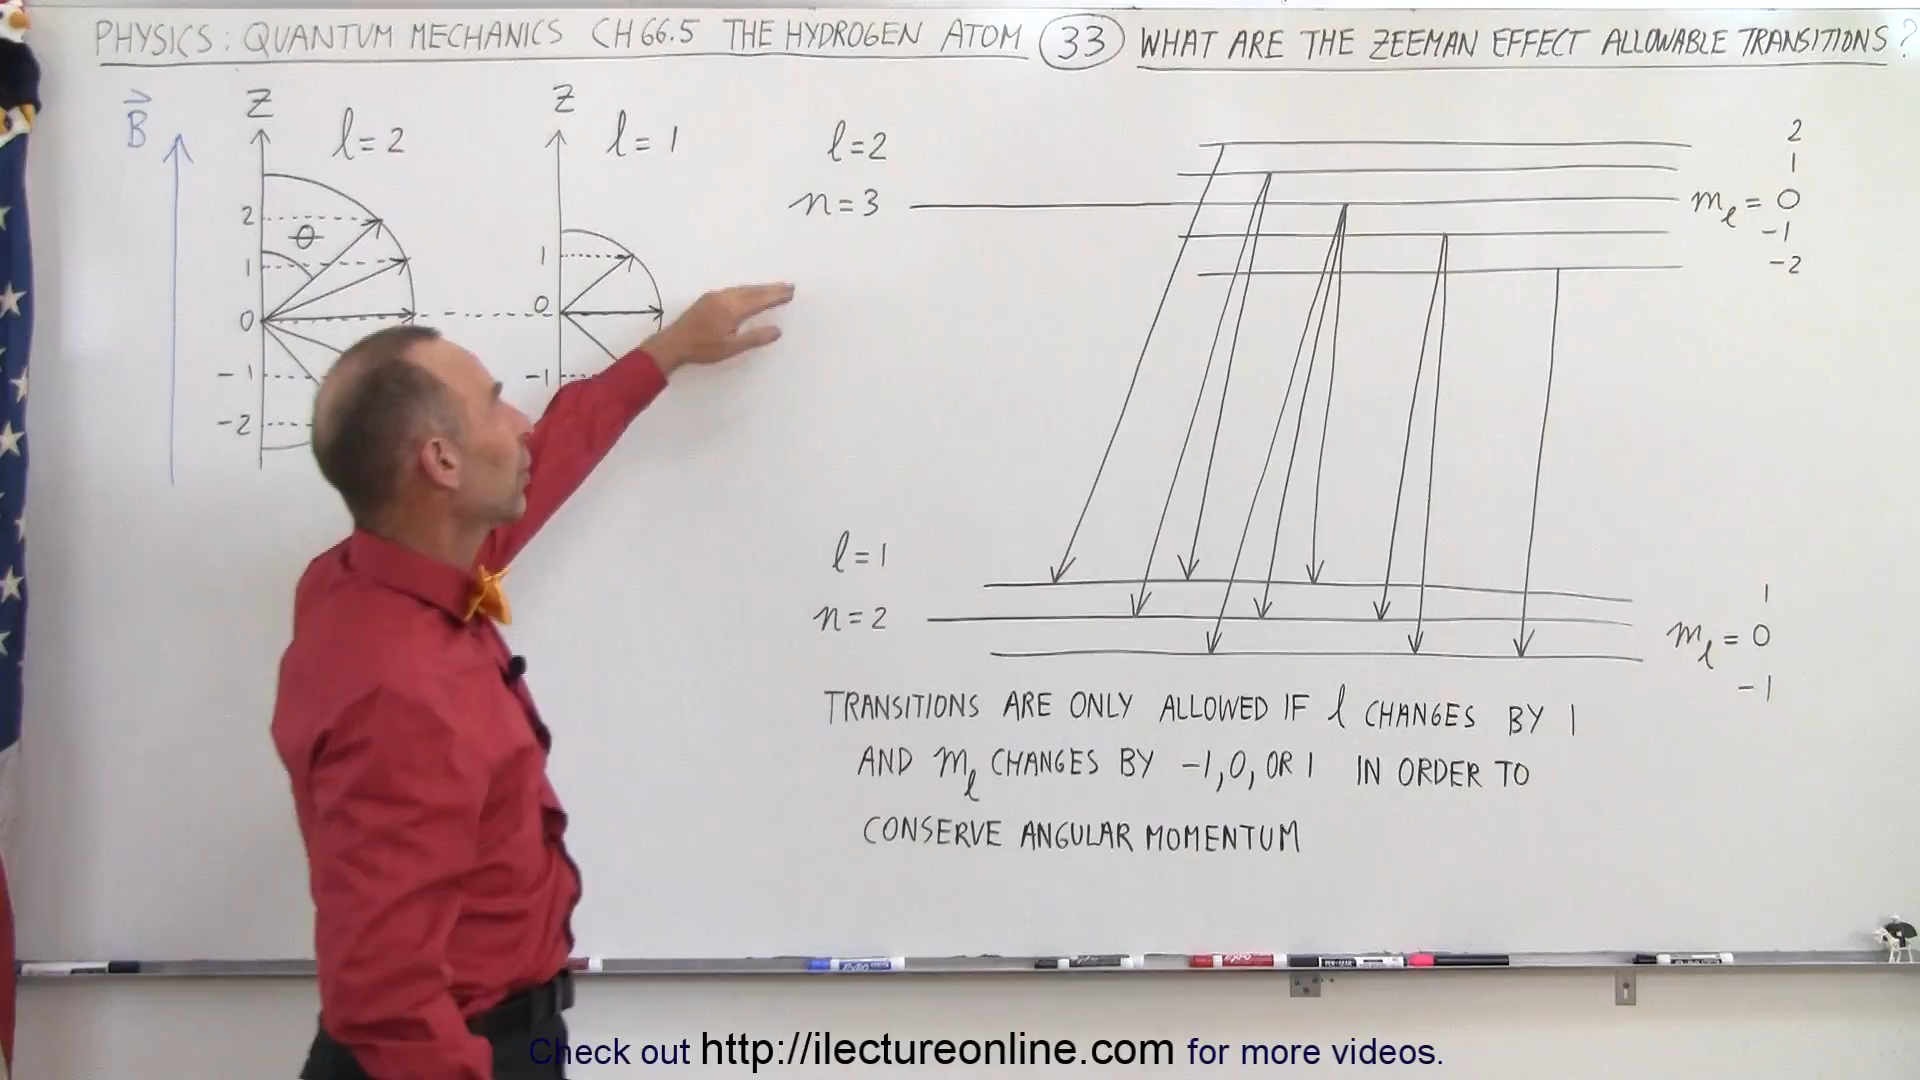 PHYSICS: QUANTUM MECHANICS CH 66.5 THE HYDROGEN ATOM 33 WHAT ARE THE ZEEMAN EFFECT ALLOWABLE TRANSITIONS?
B
Z
l=2
2
θ
1
0
-1
-2
Z
l=1
1
0
-1
l=2
n=3
2
1
mℓ = 0
-1
-2
l=1
n=2
1
mℓ = 0
-1
TRANSITIONS ARE ONLY ALLOWED IF l CHANGES BY 1
AND mℓ CHANGES BY -1,0, OR 1 IN ORDER TO
CONSERVE ANGULAR MOMENTUM
Check out http://ilectureonline.com for more videos.